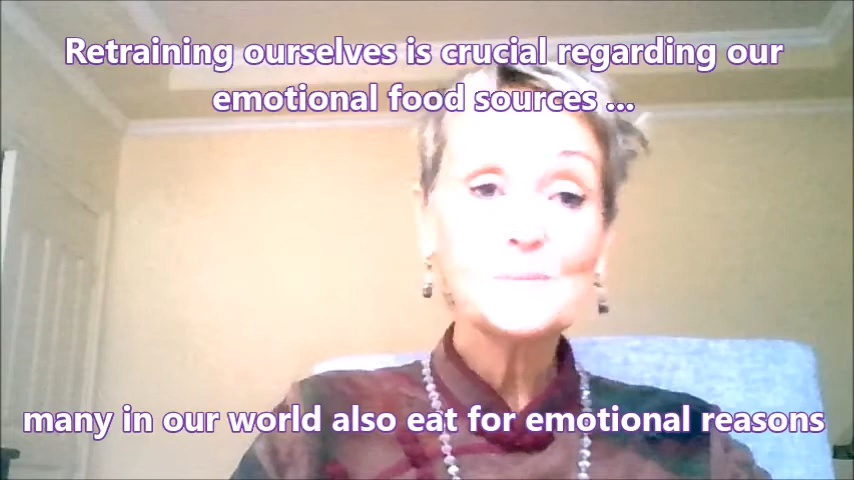 Retraining ourselves is crucial regarding our
emotional food sources ...
many in our world also eat for emotional reasons